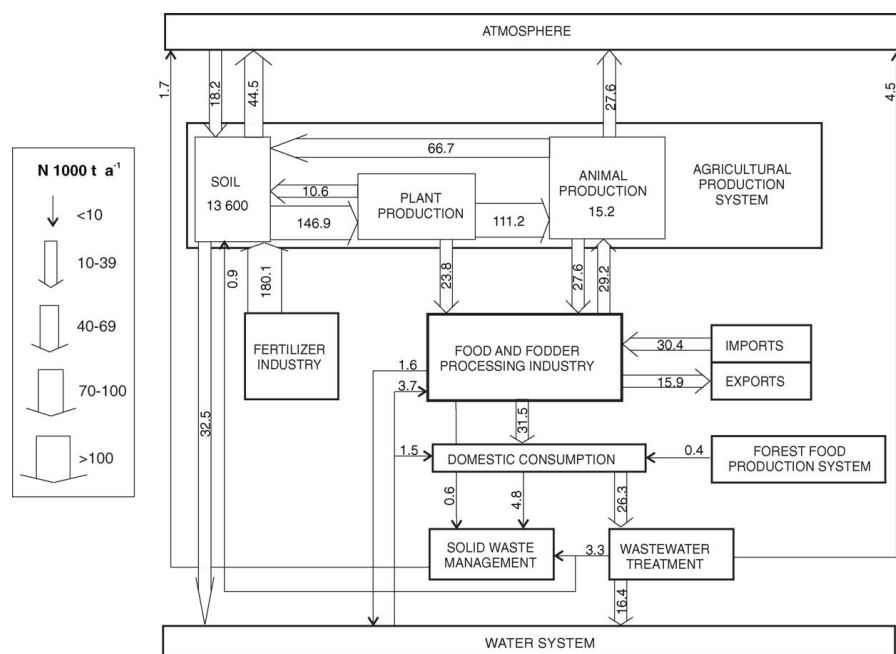 ATMOSPHERE
1.7
18.2
44.5
27.6
4.5
N 1000 t a⁻¹
<10
10-39
40-69
70-100
>100
66.7
SOIL
13 600
10.6
146.9
PLANT
PRODUCTION
111.2
ANIMAL
PRODUCTION
15.2
AGRICULTURAL
PRODUCTION
SYSTEM
0.9
180.1
23.8
27.6
29.2
FERTILIZER
INDUSTRY
FOOD AND FODDER
PROCESSING INDUSTRY
30.4
IMPORTS
15.9
EXPORTS
1.6
3.7
32.5
31.5
1.5
DOMESTIC CONSUMPTION
0.4
FOREST FOOD
PRODUCTION SYSTEM
0.6
4.8
26.3
SOLID WASTE
MANAGEMENT
3.3
WASTEWATER
TREATMENT
16.4
WATER SYSTEM